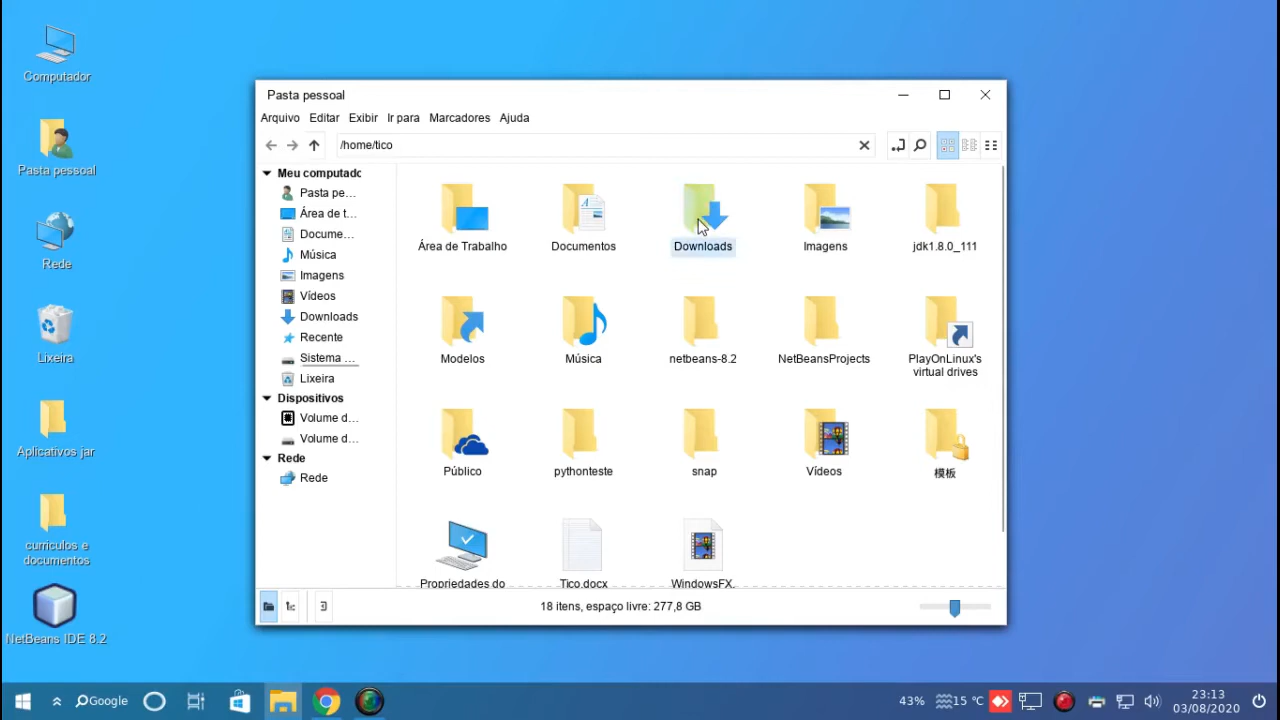 Computador
Pasta pessoal
Rede
Lixeira
Aplicativos jar
curriculos e
documentos
NetBeans IDE 8.2
Pasta pessoal
Arquivo Editar Exibir Ir para Marcadores Ajuda
/home/tico
Meu computadc
Pasta pe...
Área de t...
Docume...
Música
Imagens
Vídeos
Downloads
Recente
Sistema ...
Lixeira
Dispositivos
Volume d...
Volume d...
Rede
Rede
Área de Trabalho Documentos Downloads Imagens jdk1.8.0_111
Modelos Música netbeans-8.2 NetBeansProjects PlayOnLinux's
virtual drives
Público pythonteste snap Vídeos 模板
Propriedades do Tico.docx WindowsFX.
18 itens, espaço livre: 277,8 GB
Google
43% 15 ℃
23:13
03/08/2020